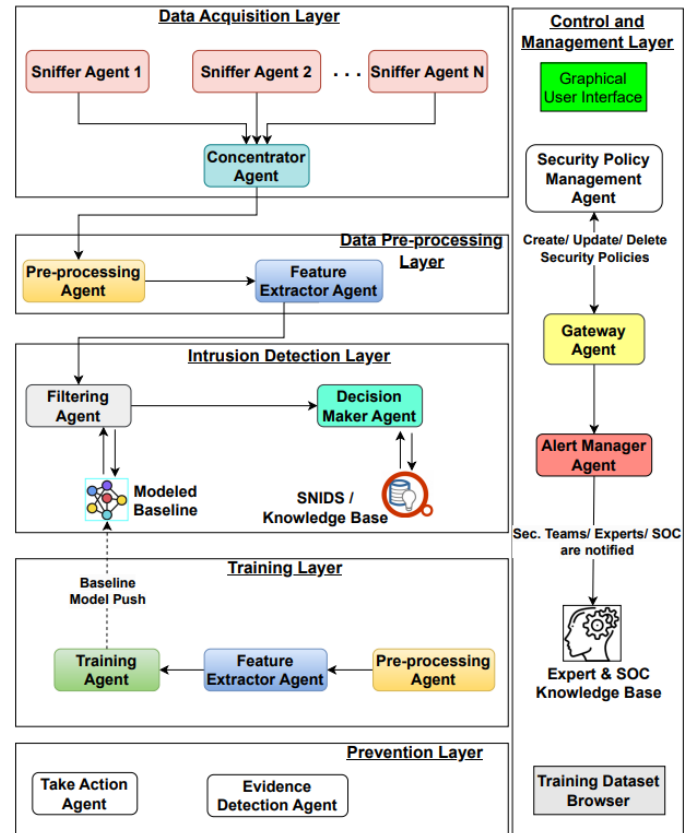 Data Acquisition Layer
Sniffer Agent 1
Sniffer Agent 2
. . .
Sniffer Agent N
Concentrator
Agent
Data Pre-processing
Layer
Pre-processing
Agent
Feature
Extractor Agent
Intrusion Detection Layer
Filtering
Agent
Decision
Maker Agent
Modeled
Baseline
SNIDS /
Knowledge Base
Training Layer
Baseline
Model Push
Training
Agent
Feature
Extractor Agent
Pre-processing
Agent
Prevention Layer
Take Action
Agent
Evidence
Detection Agent
Control and
Management Layer
Graphical
User Interface
Security Policy
Management
Agent
Create/ Update/ Delete
Security Policies
Gateway
Agent
Alert Manager
Agent
Sec. Teams/ Experts/ SOC
are notified
Expert & SOC
Knowledge Base
Training Dataset
Browser